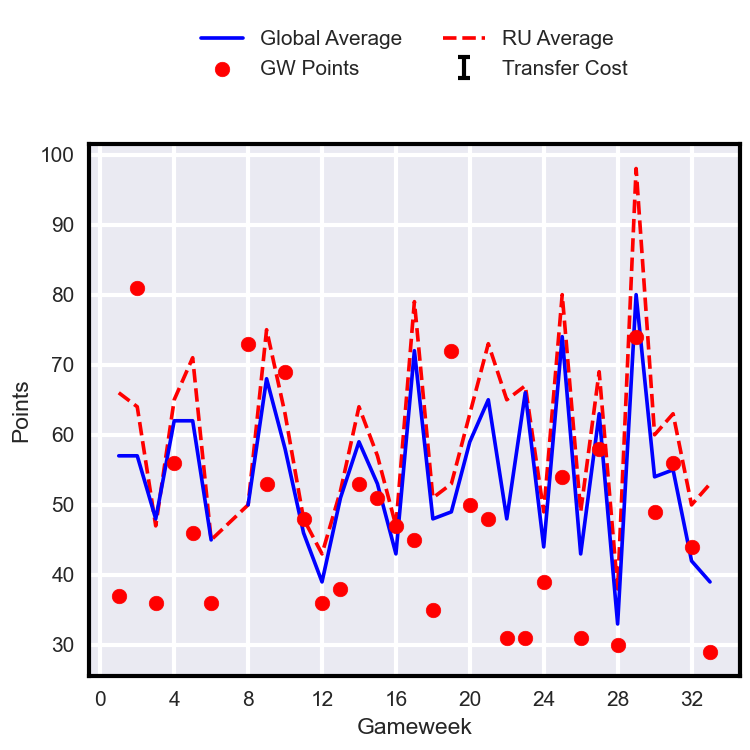 Global Average
RU Average
GW Points
Transfer Cost
100
90
80
70
60
50
40
30
Points
0 4 8 12 16 20 24 28 32
Gameweek